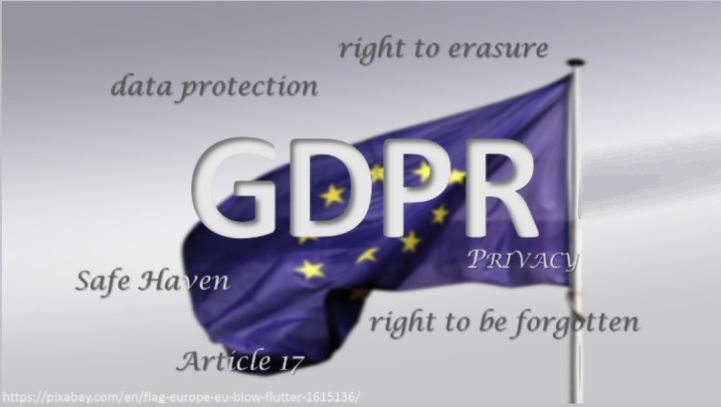 right to erasure
data protection
GDPR
PRIVACY
Safe Haven
right to be forgotten
Article 17
https://pixabay.com/en/flag-europe-eu-blow-flutter-1615136/